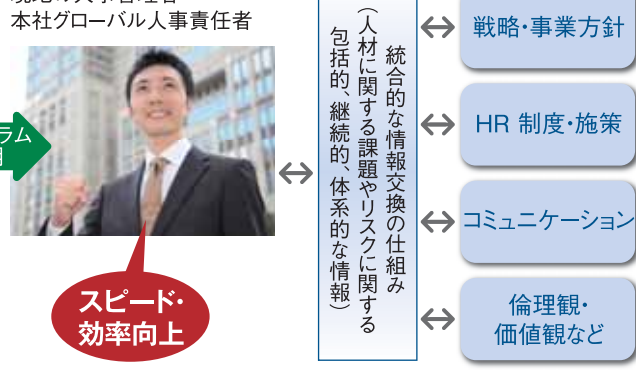 本社グローバル人事責任者
スピード・
効率向上
統合的な情報交換の仕組み
(人材に関する課題やリスクに関する
包括的、継続的、体系的な情報)
戦略・事業方針
HR 制度・施策
コミュニケーション
倫理観・
価値観など